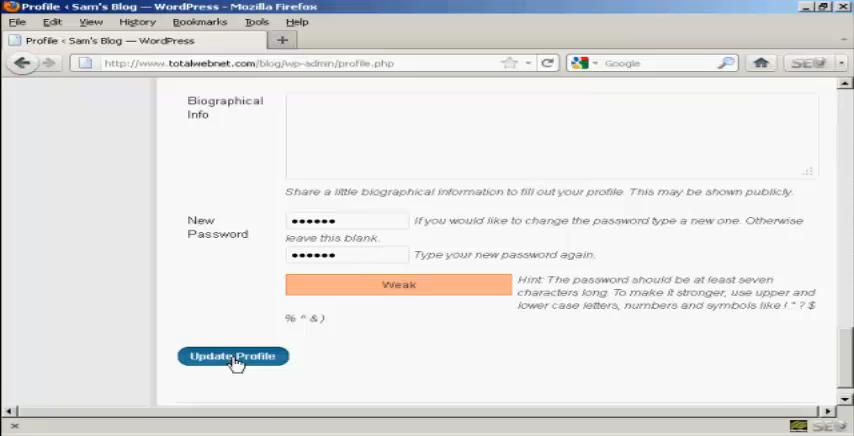 Profile ‹ Sam's Blog — WordPress - Mozilla Firefox
File Edit View History Bookmarks Tools Help
Profile ‹ Sam's Blog — WordPress
http://www.totalwebnet.com/blog/wp-admin/profile.php
Google
SEO
Biographical
Info
Share a little biographical information to fill out your profile. This may be shown publicly.
New
Password
•••••• If you would like to change the password type a new one. Otherwise
leave this blank.
•••••• Type your new password again.
Weak
Hint: The password should be at least seven
characters long. To make it stronger, use upper and
lower case letters, numbers and symbols like ! " ? $
% ^ & )
Update Profile
SEO